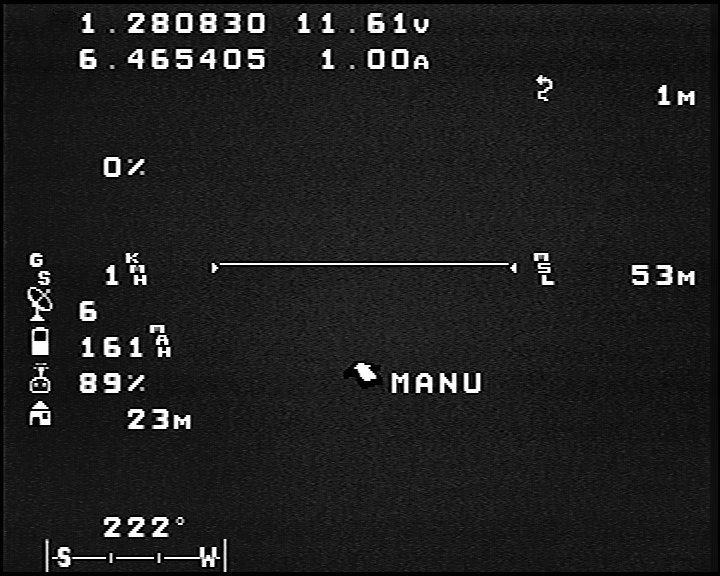 1.280830 11.61V
6.465405 1.00A
1M
0%
GS 1 KMH MSL 53M
6
161 MAH
89% MANU
23M
222°
S W